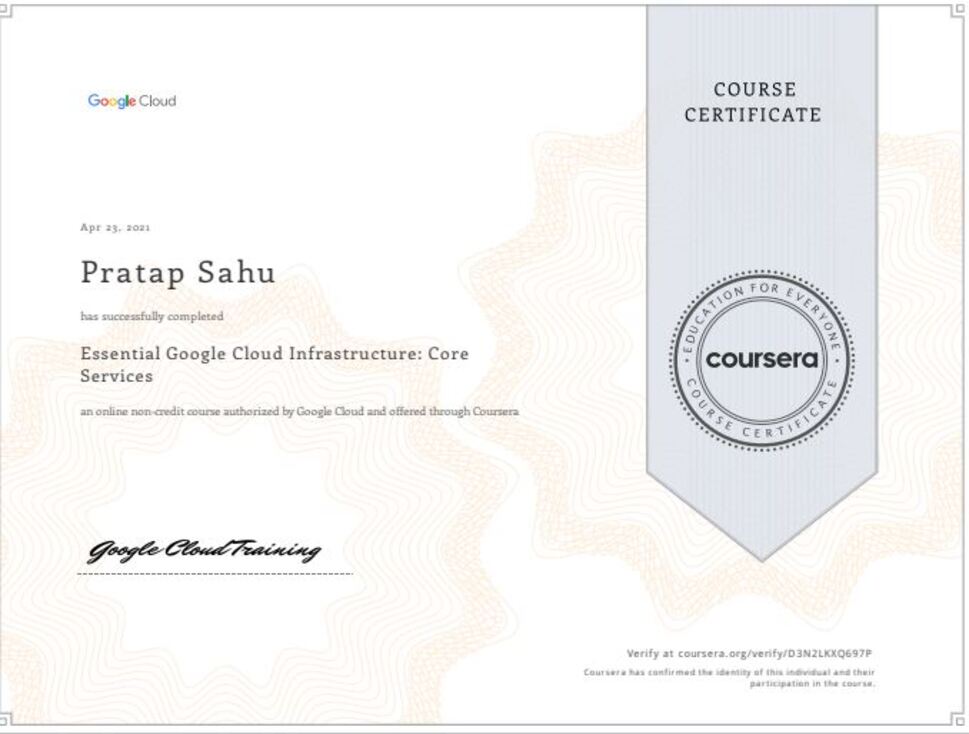 Google Cloud
COURSE
CERTIFICATE
Apr 23, 2021
Pratap Sahu
has successfully completed
Essential Google Cloud Infrastructure: Core
Services
an online non-credit course authorized by Google Cloud and offered through Coursera
EDUCATION FOR EVERYONE
coursera
COURSE CERTIFICATE
Google Cloud Training
Verify at coursera.org/verify/D3N2LKXQ697P
Coursera has confirmed the identity of this individual and their
participation in the course.